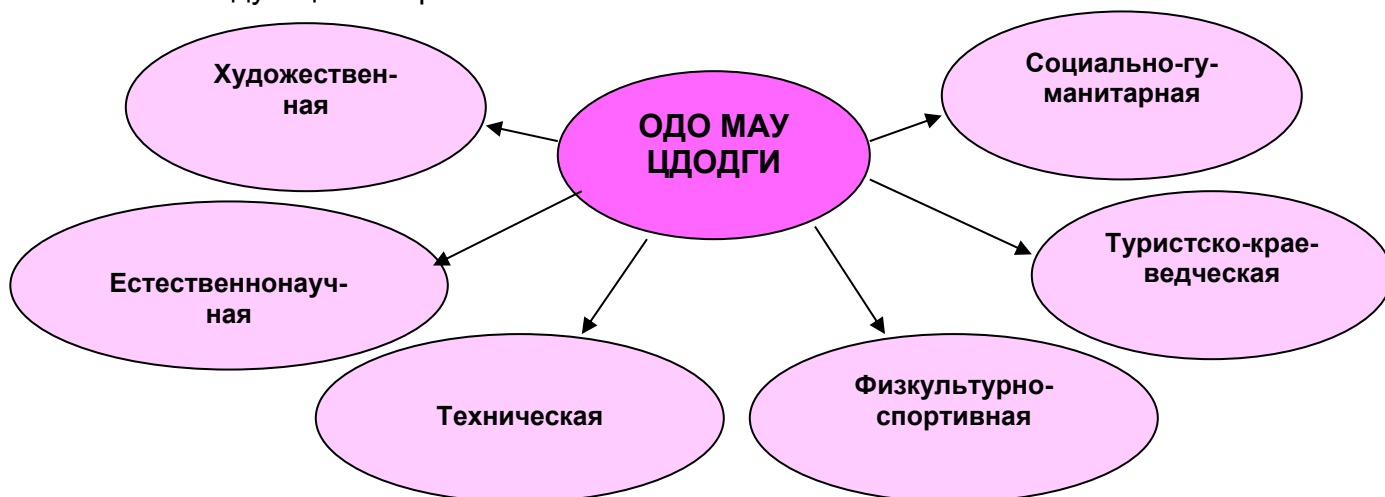 Художествен-
ная
ОДО МАУ
ЦДОДГИ
Социально-гу-
манитарная
Естественнонауч-
ная
Туристско-крае-
ведческая
Техническая
Физкультурно-
спортивная